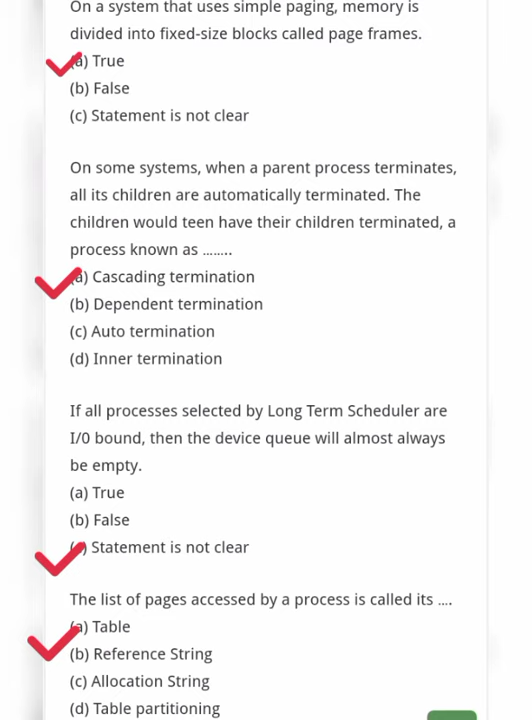 On a system that uses simple paging, memory is
divided into fixed-size blocks called page frames.
(a) True
(b) False
(c) Statement is not clear
On some systems, when a parent process terminates,
all its children are automatically terminated. The
children would teen have their children terminated, a
process known as ........
(a) Cascading termination
(b) Dependent termination
(c) Auto termination
(d) Inner termination
If all processes selected by Long Term Scheduler are
I/0 bound, then the device queue will almost always
be empty.
(a) True
(b) False
(c) Statement is not clear
The list of pages accessed by a process is called its ....
(a) Table
(b) Reference String
(c) Allocation String
(d) Table partitioning